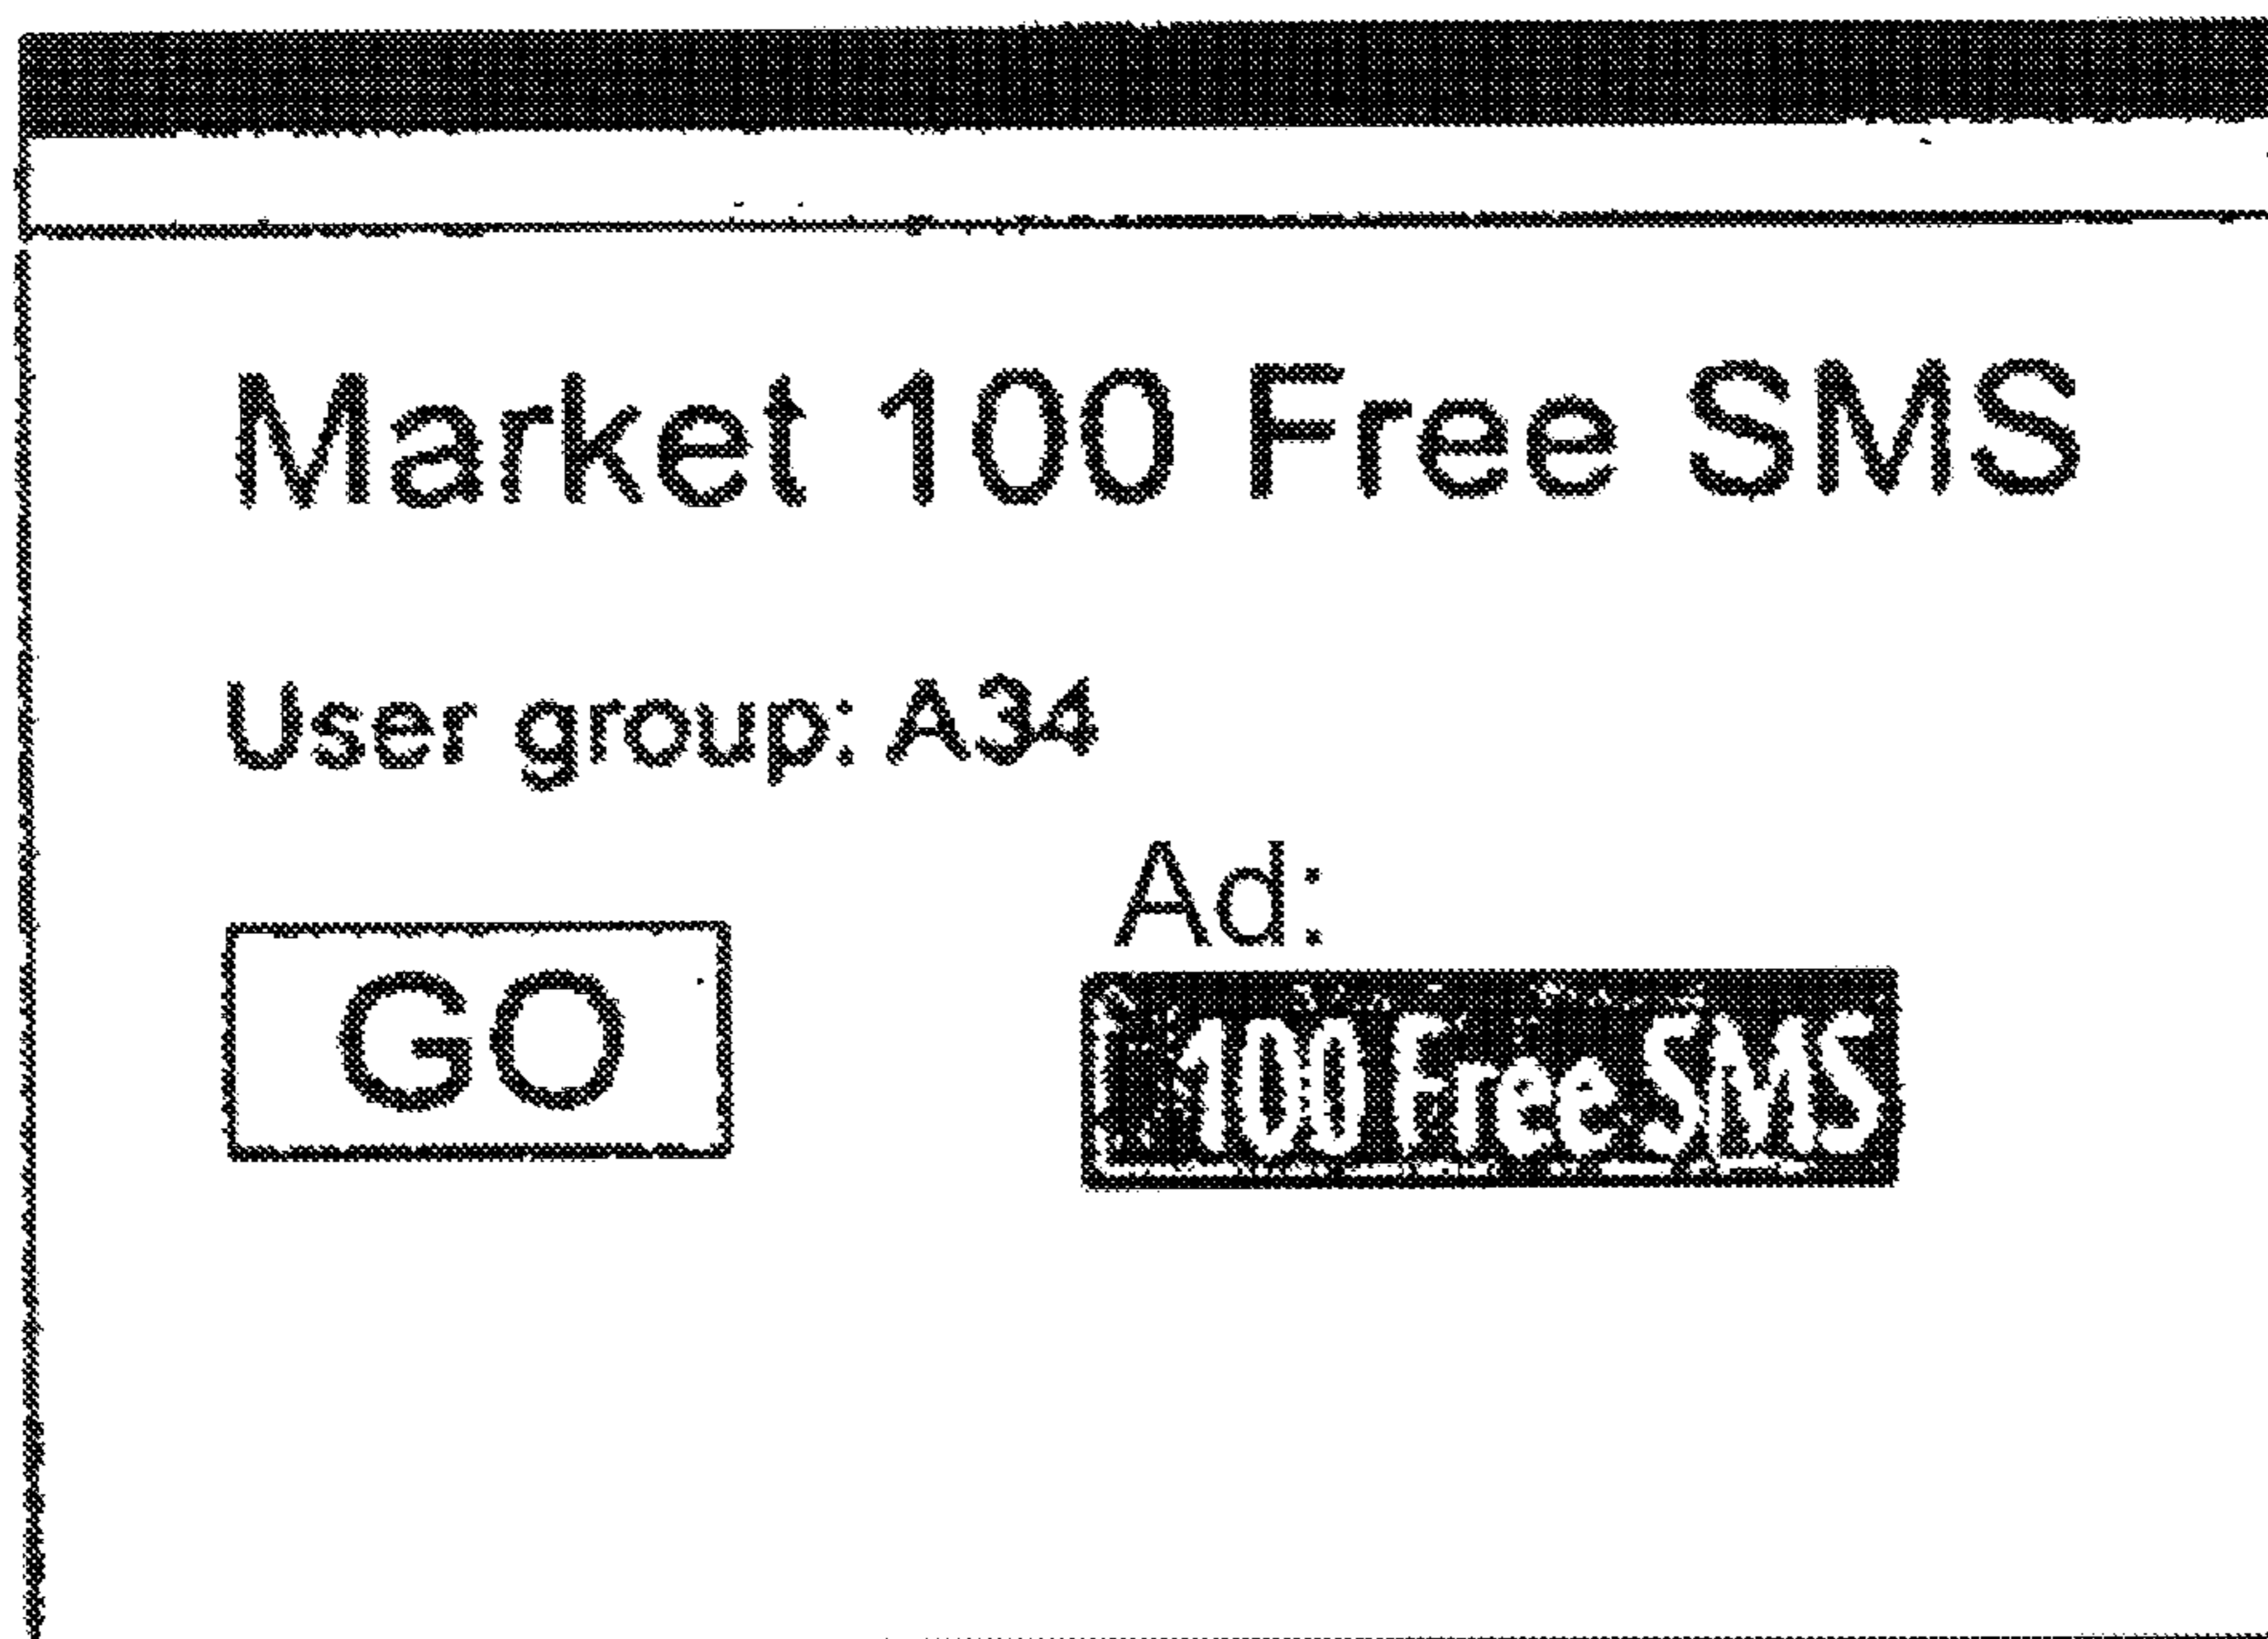 Market 100 Free SMS
User group: A34
Ad:
GO
100 Free SMS